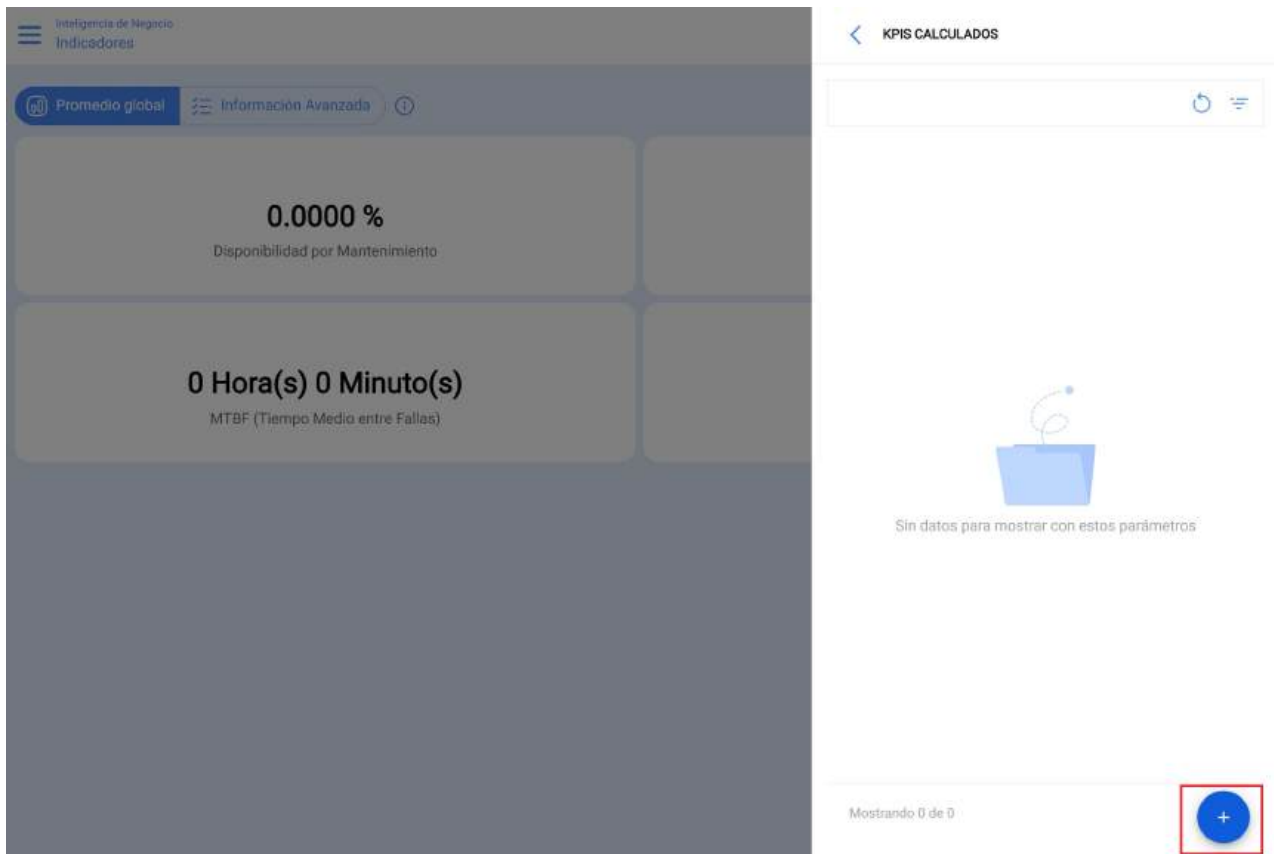 Inteligencia de Negocio
Indicadores
Promedio global
Información Avanzada
0.0000 %
Disponibilidad por Mantenimiento
0 Hora(s) 0 Minuto(s)
MTBF (Tiempo Medio entre Fallas)
KPIS CALCULADOS
Sin datos para mostrar con estos parámetros
Mostrando 0 de 0